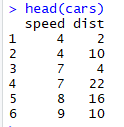 > head(cars)
  speed dist
1     4    2
2     4   10
3     7    4
4     7   22
5     8   16
6     9   10